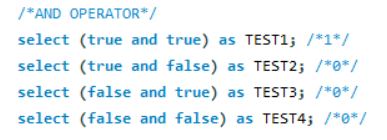 /*AND OPERATOR*/
select (true and true) as TEST1; /*1*/
select (true and false) as TEST2; /*0*/
select (false and true) as TEST3; /*0*/
select (false and false) as TEST4; /*0*/